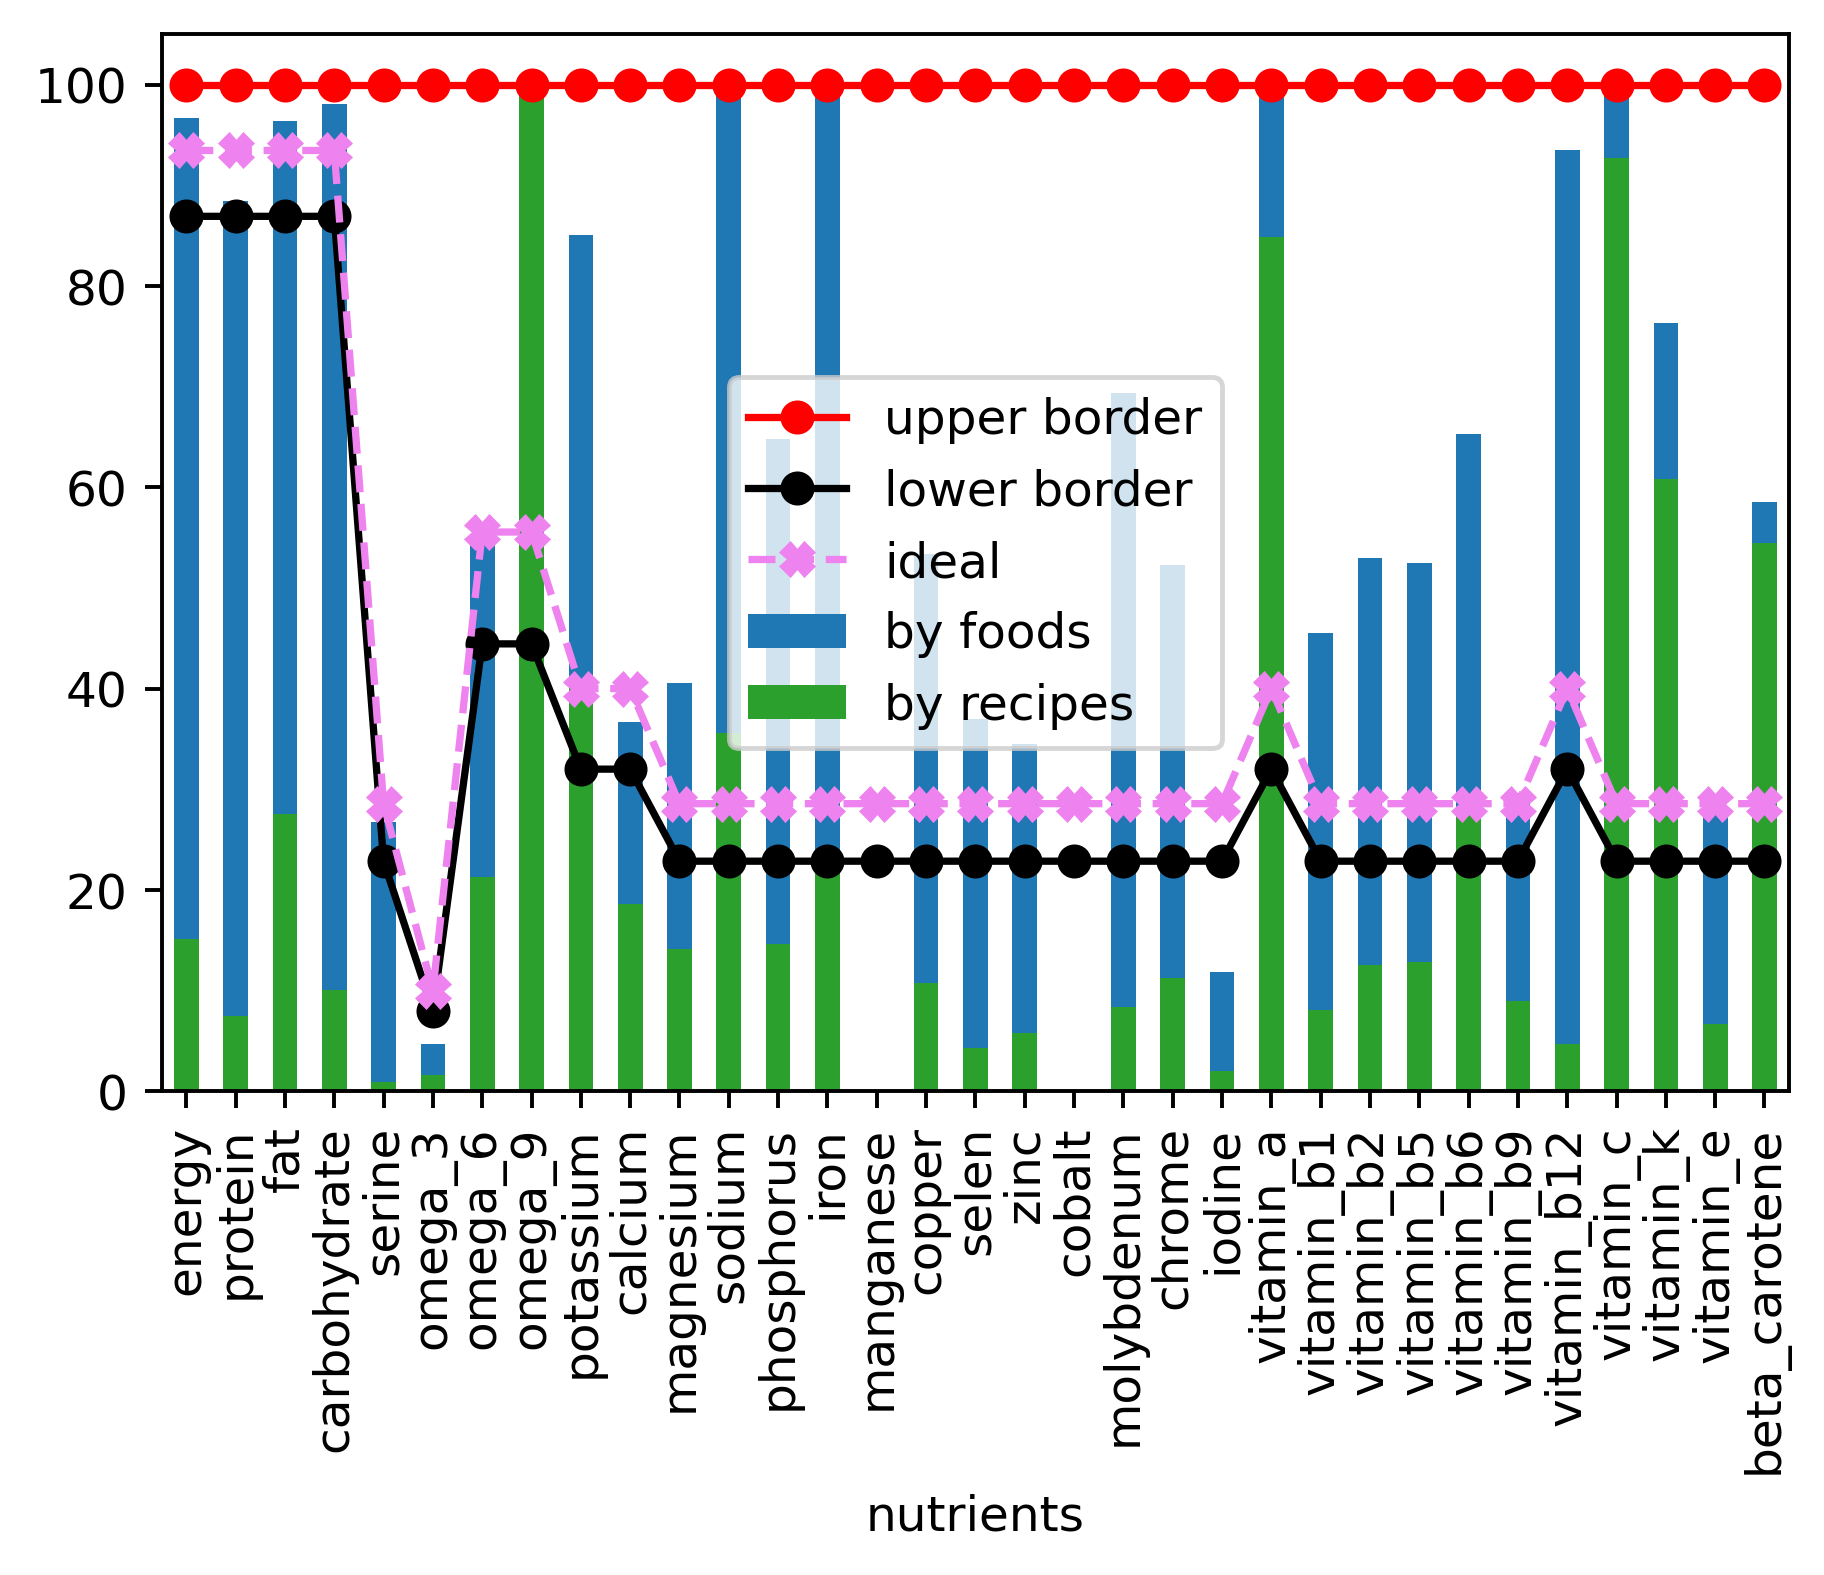 100
80
60
40
20
0
upper border
lower border
ideal
by foods
by recipes
energy
protein
fat
carbohydrate
serine
omega_3
omega_6
omega_9
potassium
calcium
magnesium
sodium
phosphorus
iron
manganese
copper
selen
zinc
cobalt
molybdenum
chrome
iodine
vitamin_a
vitamin_b1
vitamin_b2
vitamin_b5
vitamin_b6
vitamin_b9
vitamin_b12
vitamin_c
vitamin_k
vitamin_e
beta_carotene
nutrients